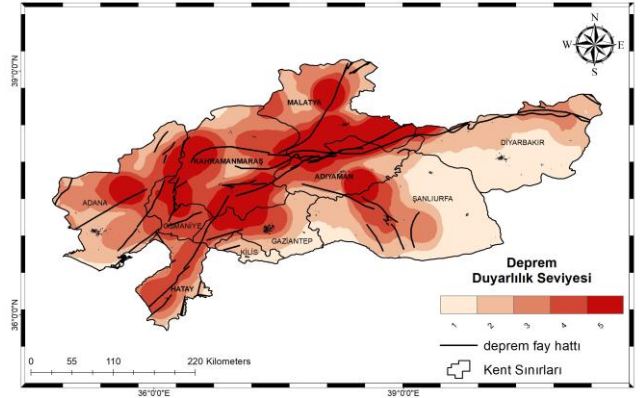 N
W E
S
39°0'0"N
36°0'0"N
MALATYA
DİYARBAKIR
KAHRAMANMARAŞ
ADIYAMAN
ŞANLIURFA
ADANA
OSMANİYE
GAZİANTEP
KİLİS
HATAY
Deprem
Duyarlılık Seviyesi
1 2 3 4 5
deprem fay hattı
Kent Sınırları
0 55 110 220 Kilometers
36°0'0"E 39°0'0"E